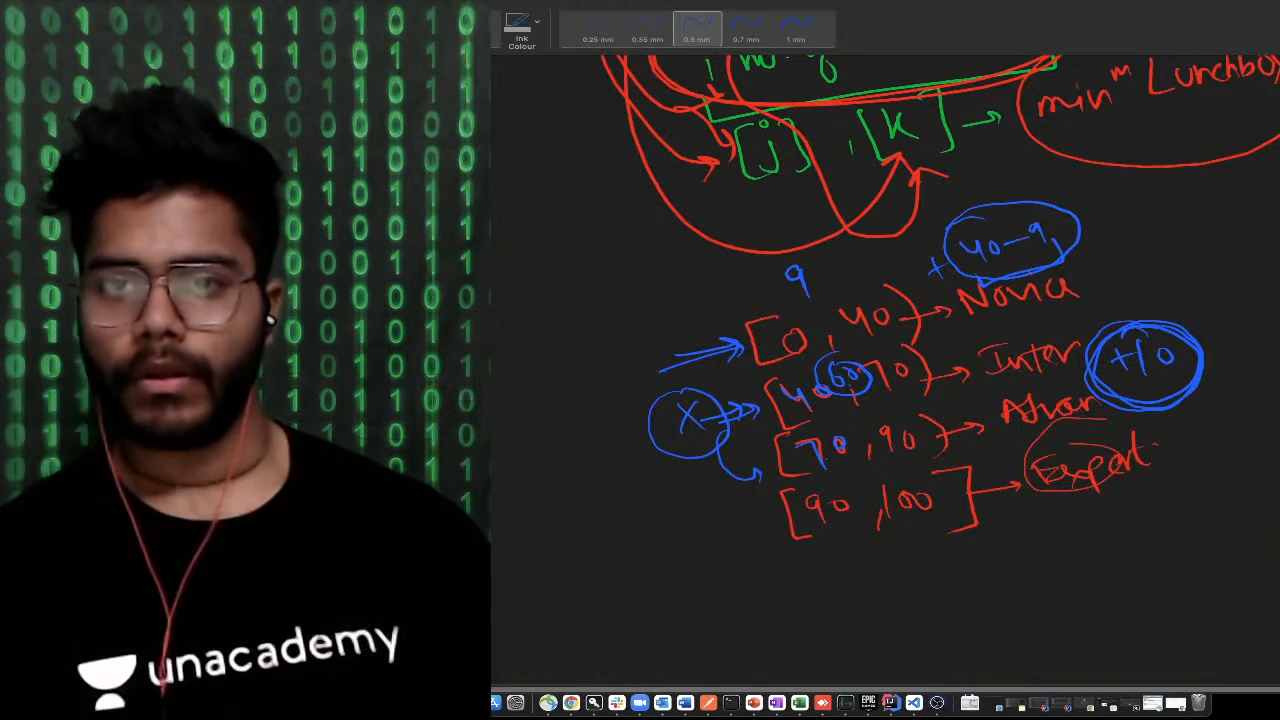 Ink
Colour
0.25 mm
0.35 mm
0.5 mm
0.7 mm
1 mm
min^m Lunchbox
[j] , [K] →
+ 40-9
9
[0, 40) → Novice
[40, 60, 70) → Inter +10
X
[70, 90) → Advan
[90, 100] → Expert
unacademy